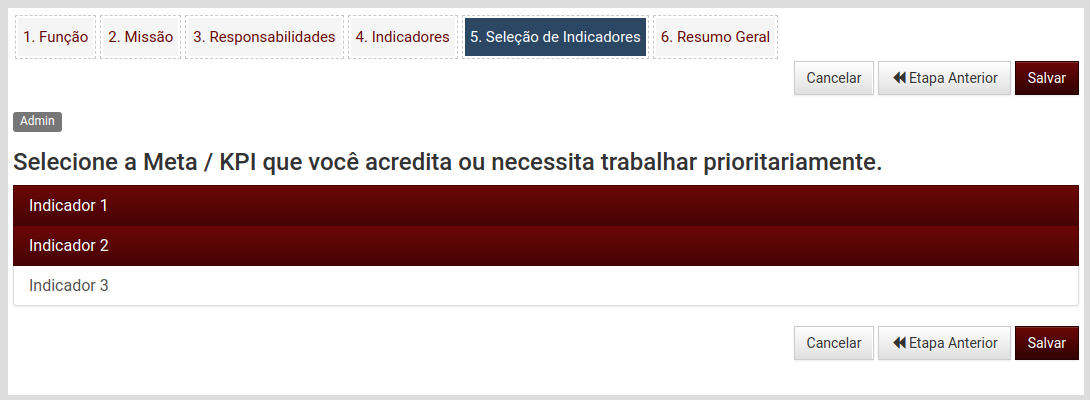 1. Função 2. Missão 3. Responsabilidades 4. Indicadores 5. Seleção de Indicadores 6. Resumo Geral
Cancelar Etapa Anterior Salvar
Admin
Selecione a Meta / KPI que você acredita ou necessita trabalhar prioritariamente.
Indicador 1
Indicador 2
Indicador 3
Cancelar Etapa Anterior Salvar